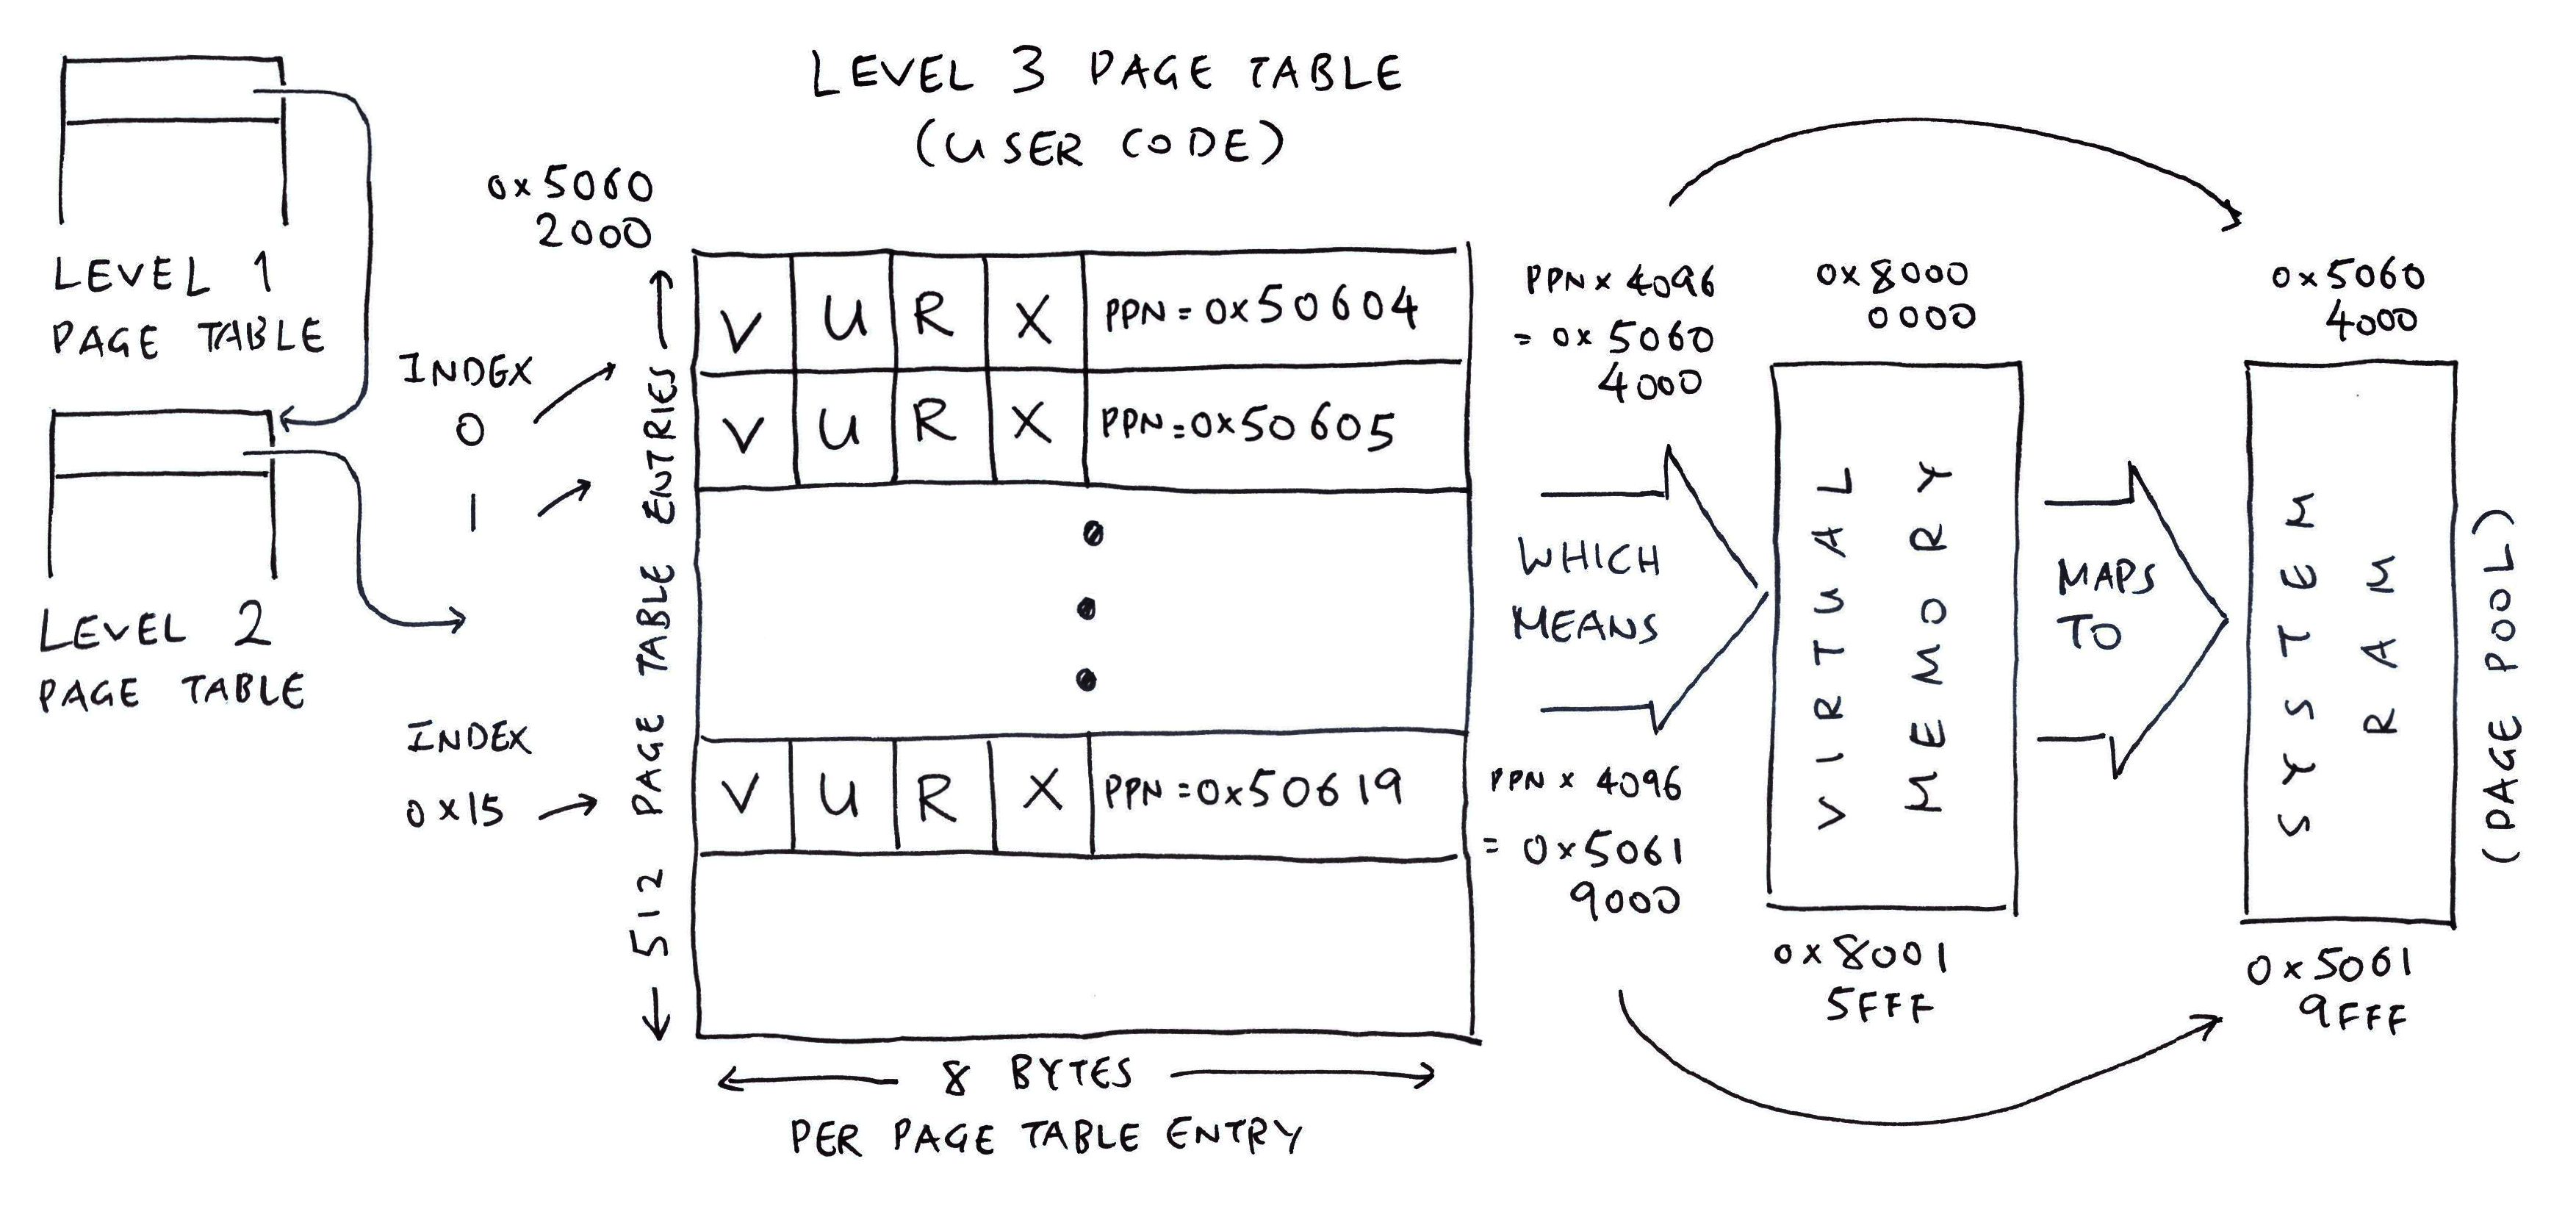 LEVEL 3 PAGE TABLE
(USER CODE)
LEVEL 1
PAGE TABLE
LEVEL 2
PAGE TABLE
0x5060
2000
INDEX
0
1
INDEX
0x15
512 PAGE TABLE ENTRIES
V U R X PPN = 0x50604
V U R X PPN = 0x50605
V U R X PPN = 0x50619
8 BYTES
PER PAGE TABLE ENTRY
PPN x 4096
= 0x5060
4000
WHICH
MEANS
PPN x 4096
= 0x5061
9000
0x8000
0000
VIRTUAL
MEMORY
0x8001
5FFF
MAPS
TO
0x5060
4000
SYSTEM
RAM
(PAGE POOL)
0x5061
9FFF